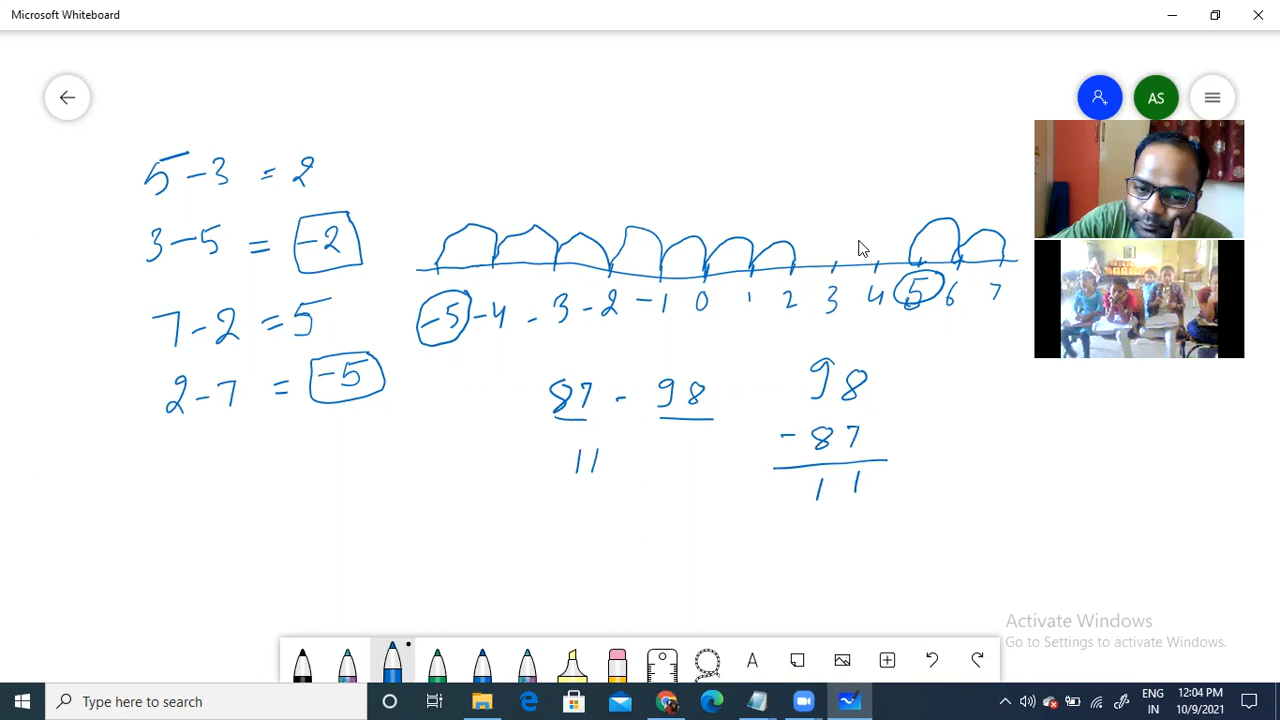 Microsoft Whiteboard
AS
5-3 = 2
3-5 = -2
7-2 = 5
2-7 = -5
-5 -4 -3 -2 -1 0 1 2 3 4 5 6 7
87 - 98
11
98
- 87
11
Activate Windows
Go to Settings to activate Windows.
A
Type here to search
ENG
IN
12:04 PM
10/9/2021